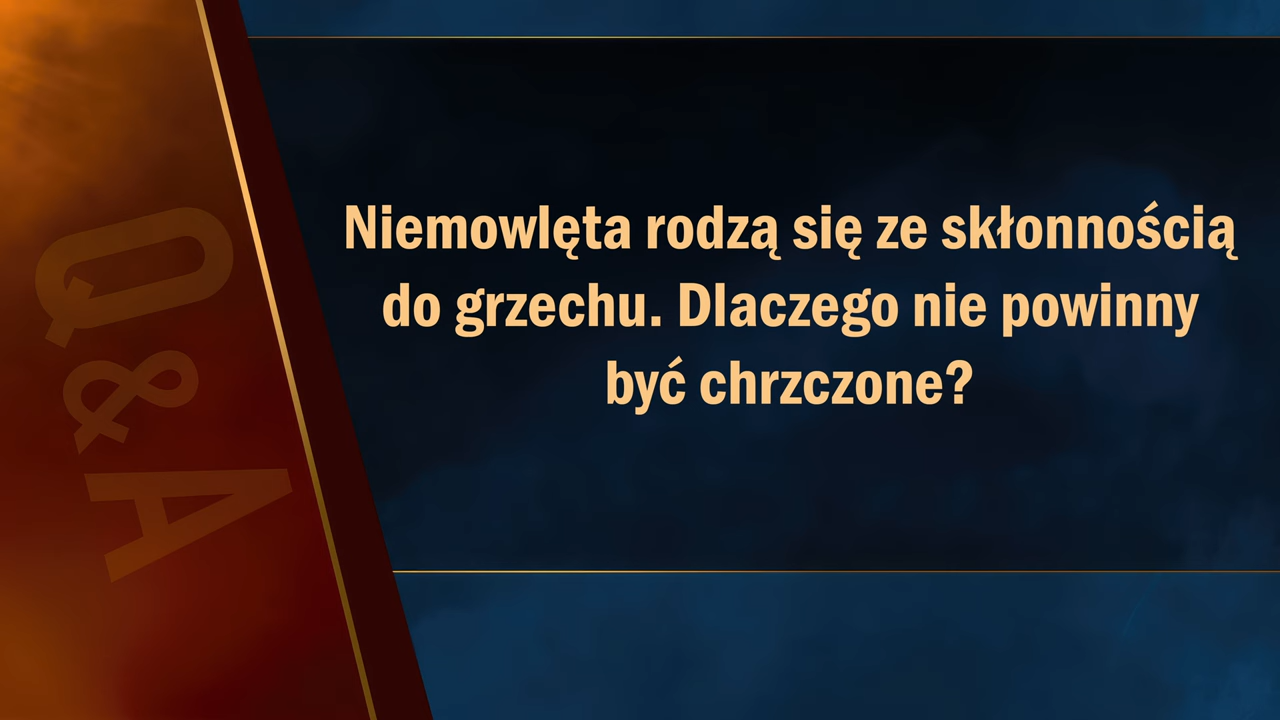 Q&A
Niemowlęta rodzą się ze skłonnością
do grzechu. Dlaczego nie powinny
być chrzczone?